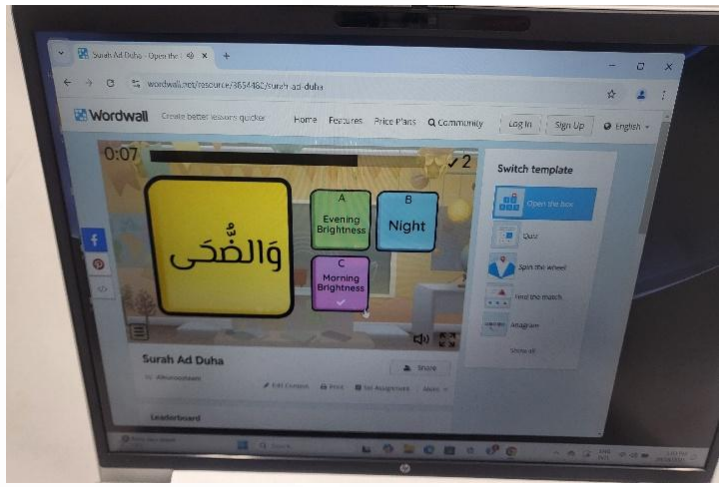 Surah Ad Duha - Open the
wordwall.net/resource/3654460/surah-ad-duha
Wordwall Create better lessons quicker Home Features Price Plans Community Log In Sign Up English
0:07
2
وَالضُّحَى
A
Evening
Brightness
B
Night
C
Morning
Brightness
Switch template
Open the box
Quiz
Spin the wheel
Find the match
Anagram
Show all
Surah Ad Duha
Share
Edit Content Print Set Assignment More
Leaderboard
hp